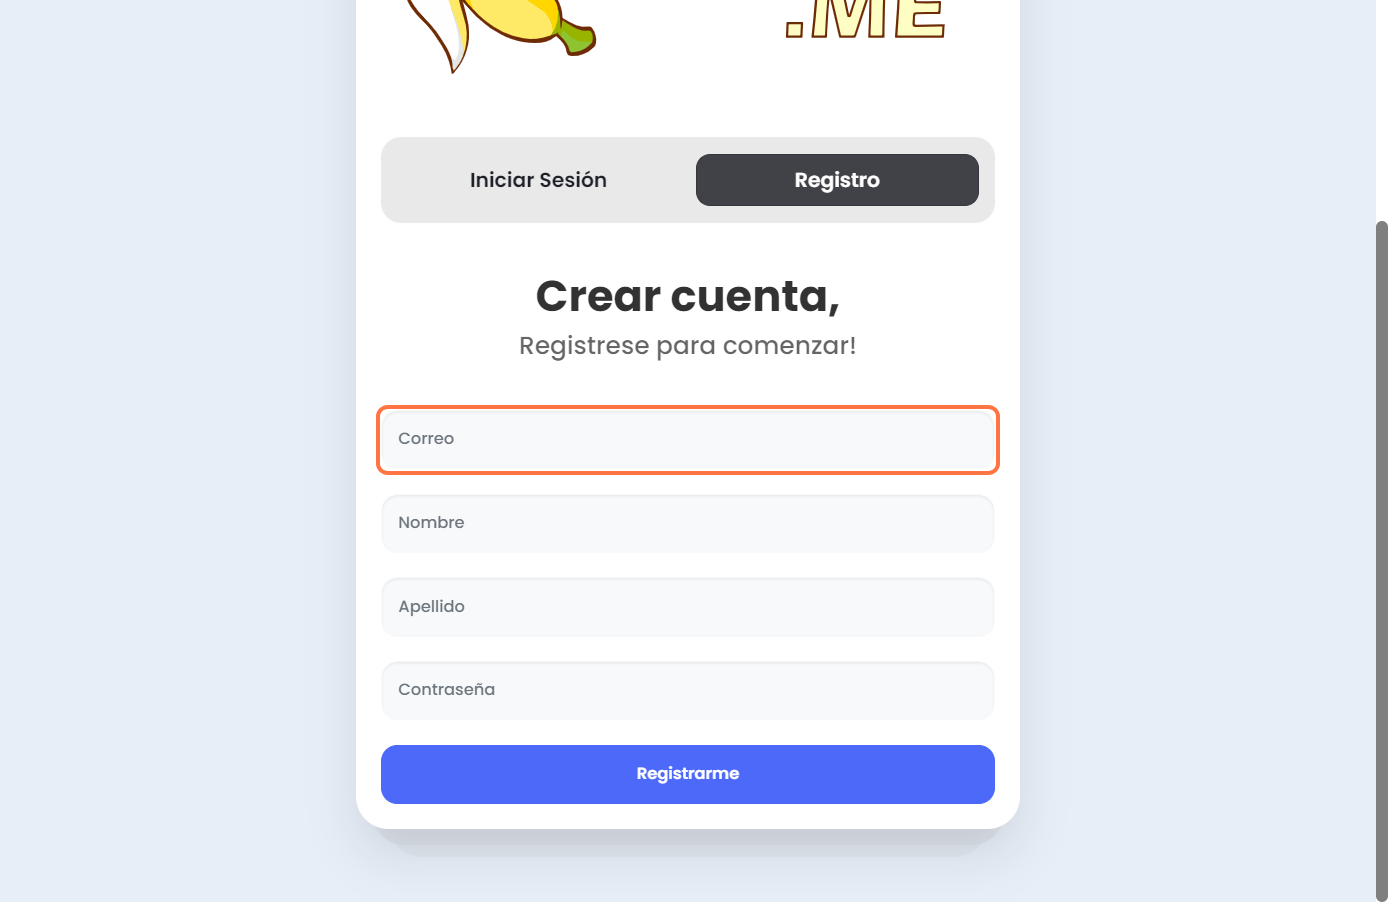 .ME
Iniciar Sesión
Registro
Crear cuenta,
Registrese para comenzar!
Correo
Nombre
Apellido
Contraseña
Registrarme